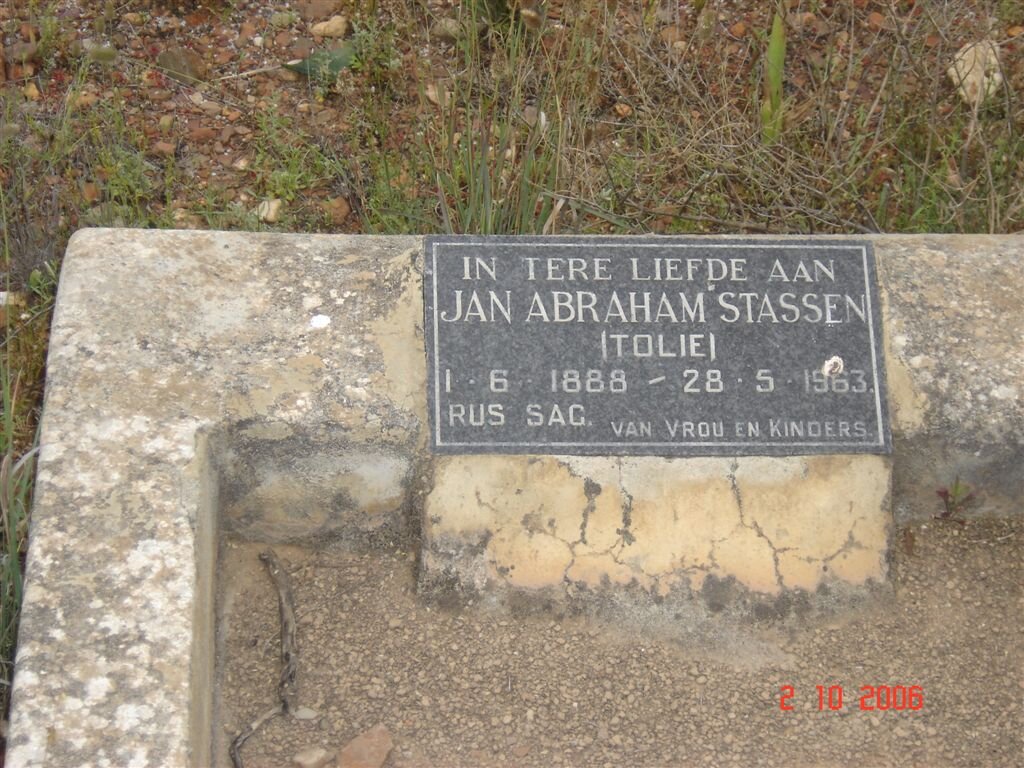 IN TERE LIEFDE AAN
JAN ABRAHAM STASSEN
(TOLIE)
1 · 6 · 1888 – 28 · 5 · 1963.
RUS SAG. VAN VROU EN KINDERS.
2 10 2006